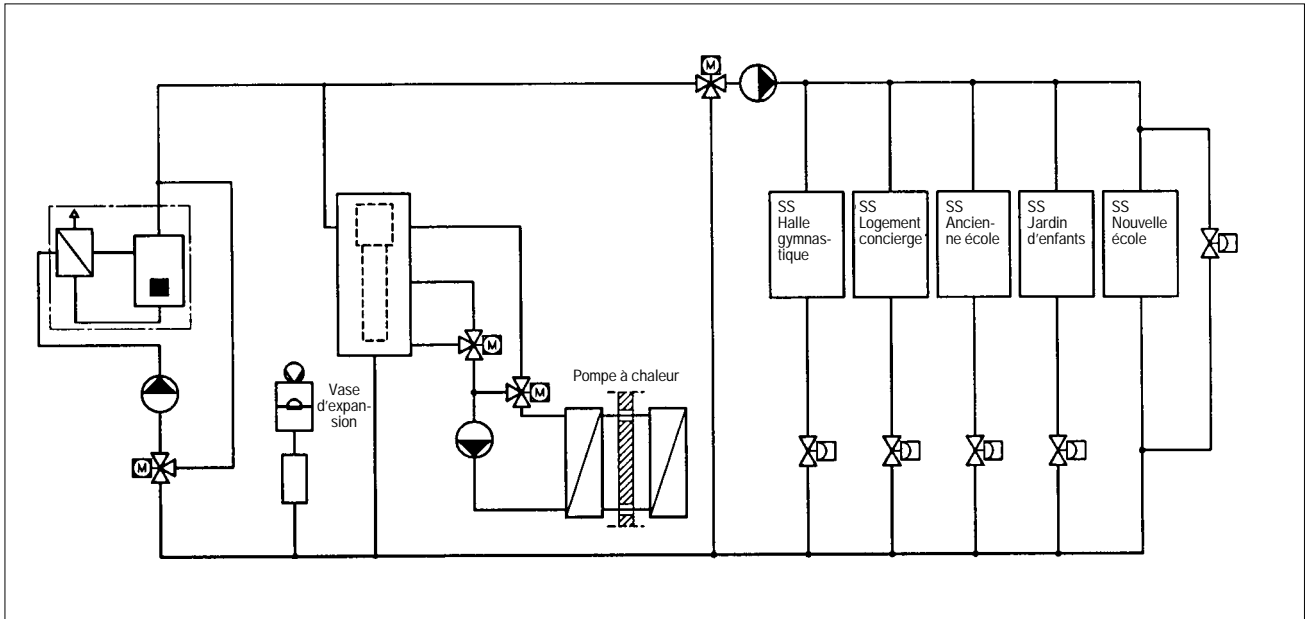 M
SS
Halle
gymnas-
tique
SS
Logement
concierge
SS
Ancien-
ne école
SS
Jardin
d'enfants
SS
Nouvelle
école
M
M
Pompe à chaleur
Vase
d'expan-
sion
M